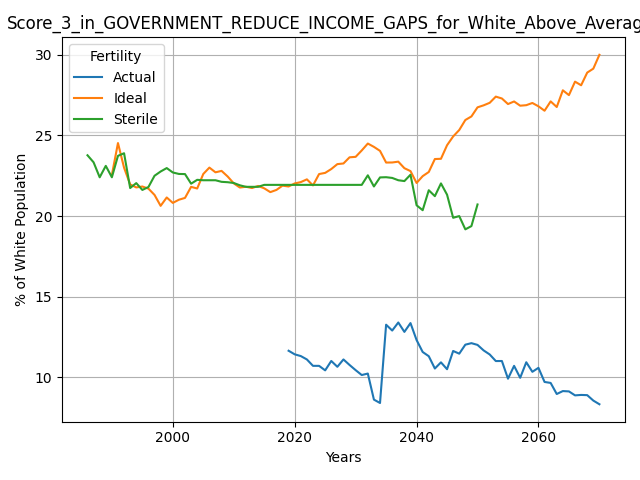 Score_3_in_GOVERNMENT_REDUCE_INCOME_GAPS_for_White_Above_Averag
Fertility
Actual
Ideal
Sterile
% of White Population
30
25
20
15
10
2000
2020
2040
2060
Years